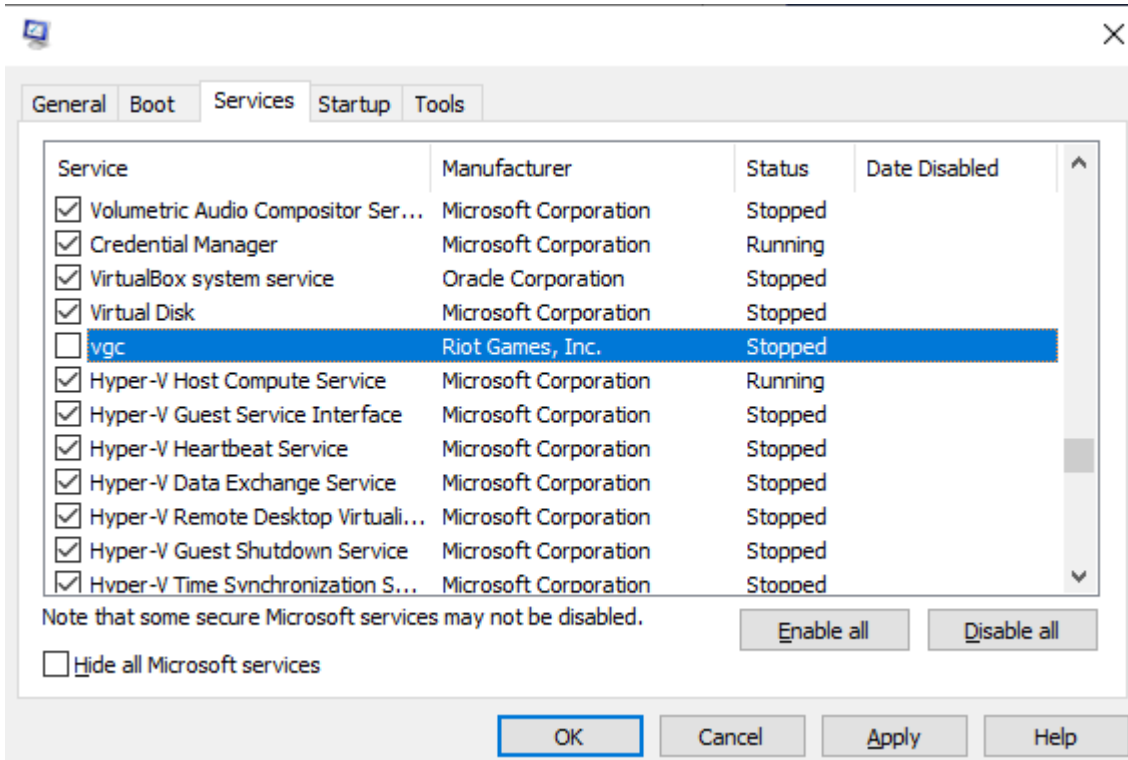 General Boot Services Startup Tools
Service Manufacturer Status Date Disabled
Volumetric Audio Compositor Ser... Microsoft Corporation Stopped
Credential Manager Microsoft Corporation Running
VirtualBox system service Oracle Corporation Stopped
Virtual Disk Microsoft Corporation Stopped
vgc Riot Games, Inc. Stopped
Hyper-V Host Compute Service Microsoft Corporation Running
Hyper-V Guest Service Interface Microsoft Corporation Stopped
Hyper-V Heartbeat Service Microsoft Corporation Stopped
Hyper-V Data Exchange Service Microsoft Corporation Stopped
Hyper-V Remote Desktop Virtuali... Microsoft Corporation Stopped
Hyper-V Guest Shutdown Service Microsoft Corporation Stopped
Hyper-V Time Synchronization S... Microsoft Corporation Stopped
Note that some secure Microsoft services may not be disabled.
Enable all Disable all
Hide all Microsoft services
OK Cancel Apply Help